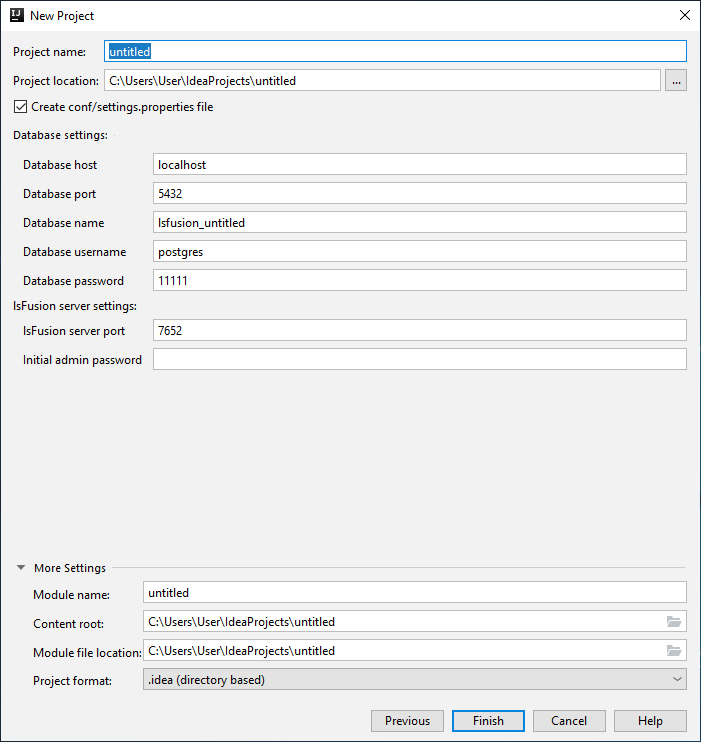 New Project
Project name: untitled
Project location: C:\Users\User\IdeaProjects\untitled ...
Create conf/settings.properties file
Database settings:
Database host localhost
Database port 5432
Database name lsfusion_untitled
Database username postgres
Database password 11111
lsFusion server settings:
lsFusion server port 7652
Initial admin password
More Settings
Module name: untitled
Content root: C:\Users\User\IdeaProjects\untitled
Module file location: C:\Users\User\IdeaProjects\untitled
Project format: .idea (directory based)
Previous Finish Cancel Help